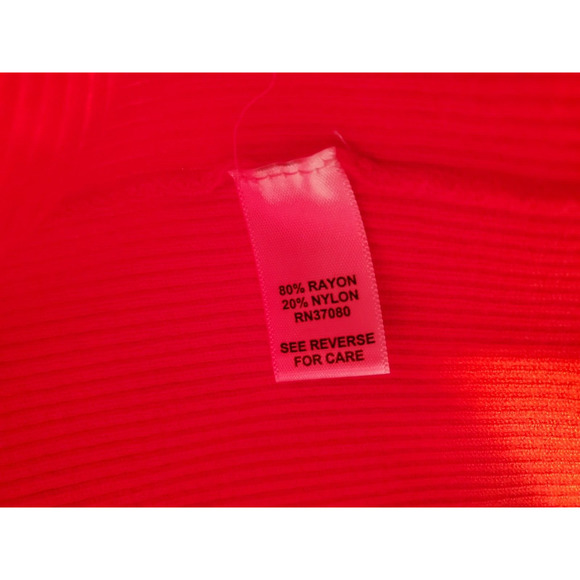 80% RAYON
20% NYLON
RN37080
SEE REVERSE
FOR CARE